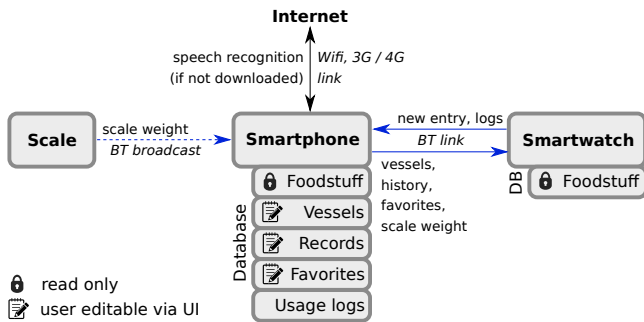 Internet
speech recognition
(if not downloaded)
Wifi, 3G / 4G
link
Scale
scale weight
BT broadcast
Smartphone
new entry, logs
BT link
Smartwatch
vessels,
history,
favorites,
scale weight
Database
Foodstuff
Vessels
Records
Favorites
Usage logs
DB
Foodstuff
read only
user editable via UI